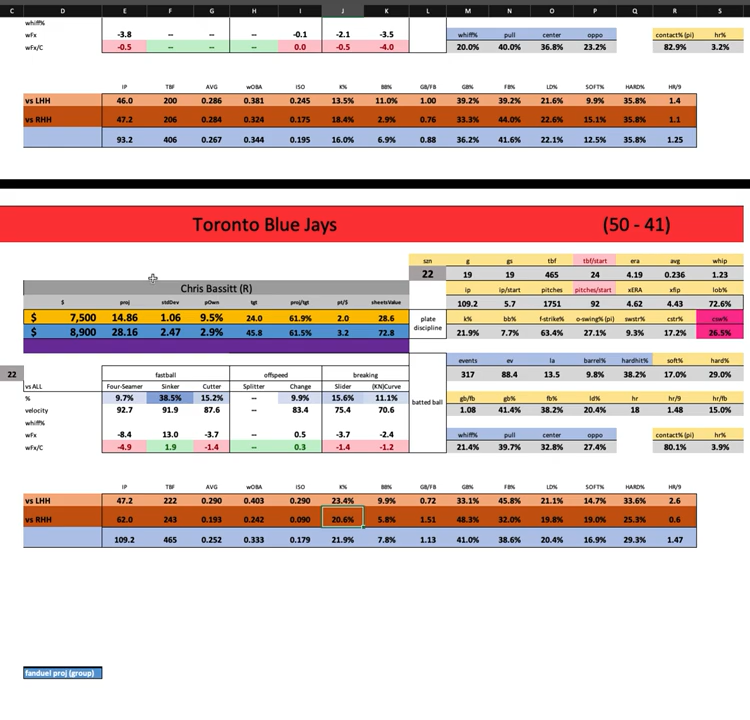 C D E F G H I J K L M N O P Q R S
whiff%
wFx -3.8 -- -- -- -0.1 -2.1 -3.5 whiff% pull center oppo contact% (pi) hr%
wFx/C -0.5 -- -- -- 0.0 -0.5 -4.0 20.0% 40.0% 36.8% 23.2% 82.9% 3.2%
IP TBF AVG wOBA ISO K% BB% GB/FB GB% FB% LD% SOFT% HARD% HR/9
vs LHH 46.0 200 0.286 0.381 0.245 13.5% 11.0% 1.00 39.2% 39.2% 21.6% 9.9% 35.8% 1.4
vs RHH 47.2 206 0.284 0.324 0.175 18.4% 2.9% 0.76 33.3% 44.0% 22.6% 15.1% 35.8% 1.1
93.2 406 0.267 0.344 0.195 16.0% 6.9% 0.88 36.2% 41.6% 22.1% 12.5% 35.8% 1.25
Toronto Blue Jays (50 - 41)
szn g gs tbf tbf/start era avg whip
22 19 19 465 24 4.19 0.236 1.23
Chris Bassitt (R) ip ip/start pitches pitches/start xERA xfip lob%
$ proj stdDev pOwn tgt proj/tgt pt/$ sheetsValue 109.2 5.7 1751 92 4.62 4.43 72.6%
$ 7,500 14.86 1.06 9.5% 24.0 61.9% 2.0 28.6 plate discipline k% bb% f-strike% o-swing% (pi) swstr% cstr% csw%
$ 8,900 28.16 2.47 2.9% 45.8 61.5% 3.2 72.8 21.9% 7.7% 63.4% 27.1% 9.3% 17.2% 26.5%
events ev la barrel% hardhit% soft% hard%
22 fastball offspeed breaking 317 88.4 13.5 9.8% 38.2% 17.0% 29.0%
vs ALL Four-Seamer Sinker Cutter Splitter Change Slider (KN)Curve
% 9.7% 38.5% 15.2% -- 9.9% 15.6% 11.1% batted ball gb/fb gb% fb% ld% hr hr/9 hr/fb
velocity 92.7 91.9 87.6 -- 83.4 75.4 70.6 1.08 41.4% 38.2% 20.4% 18 1.48 15.0%
whiff%
wFx -8.4 13.0 -3.7 -- 0.5 -3.7 -2.4 whiff% pull center oppo contact% (pi) hr%
wFx/C -4.9 1.9 -1.4 -- 0.3 -1.4 -1.2 21.4% 39.7% 32.8% 27.4% 80.1% 3.9%
IP TBF AVG wOBA ISO K% BB% GB/FB GB% FB% LD% SOFT% HARD% HR/9
vs LHH 47.2 222 0.290 0.403 0.290 23.4% 9.9% 0.72 33.1% 45.8% 21.1% 14.7% 33.6% 2.6
vs RHH 62.0 243 0.193 0.242 0.090 20.6% 5.8% 1.51 48.3% 32.0% 19.8% 19.0% 25.3% 0.6
109.2 465 0.252 0.333 0.179 21.9% 7.8% 1.13 41.0% 38.6% 20.4% 16.9% 29.3% 1.47
fanduel proj (group)